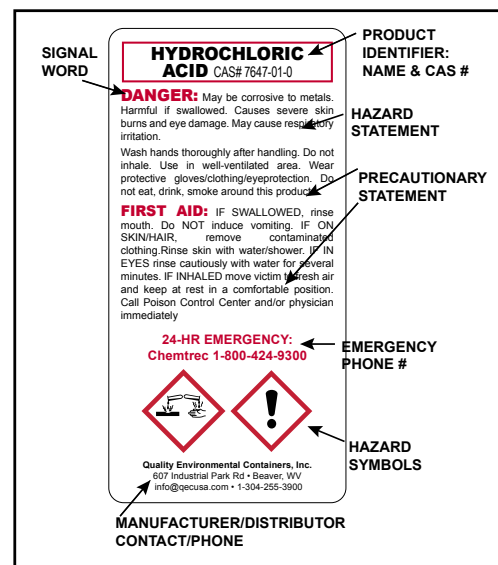 SIGNAL
WORD
HYDROCHLORIC
ACID CAS# 7647-01-0
PRODUCT
IDENTIFIER:
NAME & CAS #
DANGER: May be corrosive to metals.
Harmful if swallowed. Causes severe skin
burns and eye damage. May cause respiratory
irritation.
HAZARD
STATEMENT
Wash hands thoroughly after handling. Do not
inhale. Use in well-ventilated area. Wear
protective gloves/clothing/eyeprotection. Do
not eat, drink, smoke around this product.
PRECAUTIONARY
STATEMENT
FIRST AID: IF SWALLOWED, rinse
mouth. Do NOT induce vomiting. IF ON
SKIN/HAIR, remove contaminated
clothing.Rinse skin with water/shower. IF IN
EYES rinse cautiously with water for several
minutes. IF INHALED move victim to fresh air
and keep at rest in a comfortable position.
Call Poison Control Center and/or physician
immediately
24-HR EMERGENCY:
Chemtrec 1-800-424-9300
EMERGENCY
PHONE #
HAZARD
SYMBOLS
Quality Environmental Containers, Inc.
607 Industrial Park Rd • Beaver, WV
info@qecusa.com • 1-304-255-3900
MANUFACTURER/DISTRIBUTOR
CONTACT/PHONE